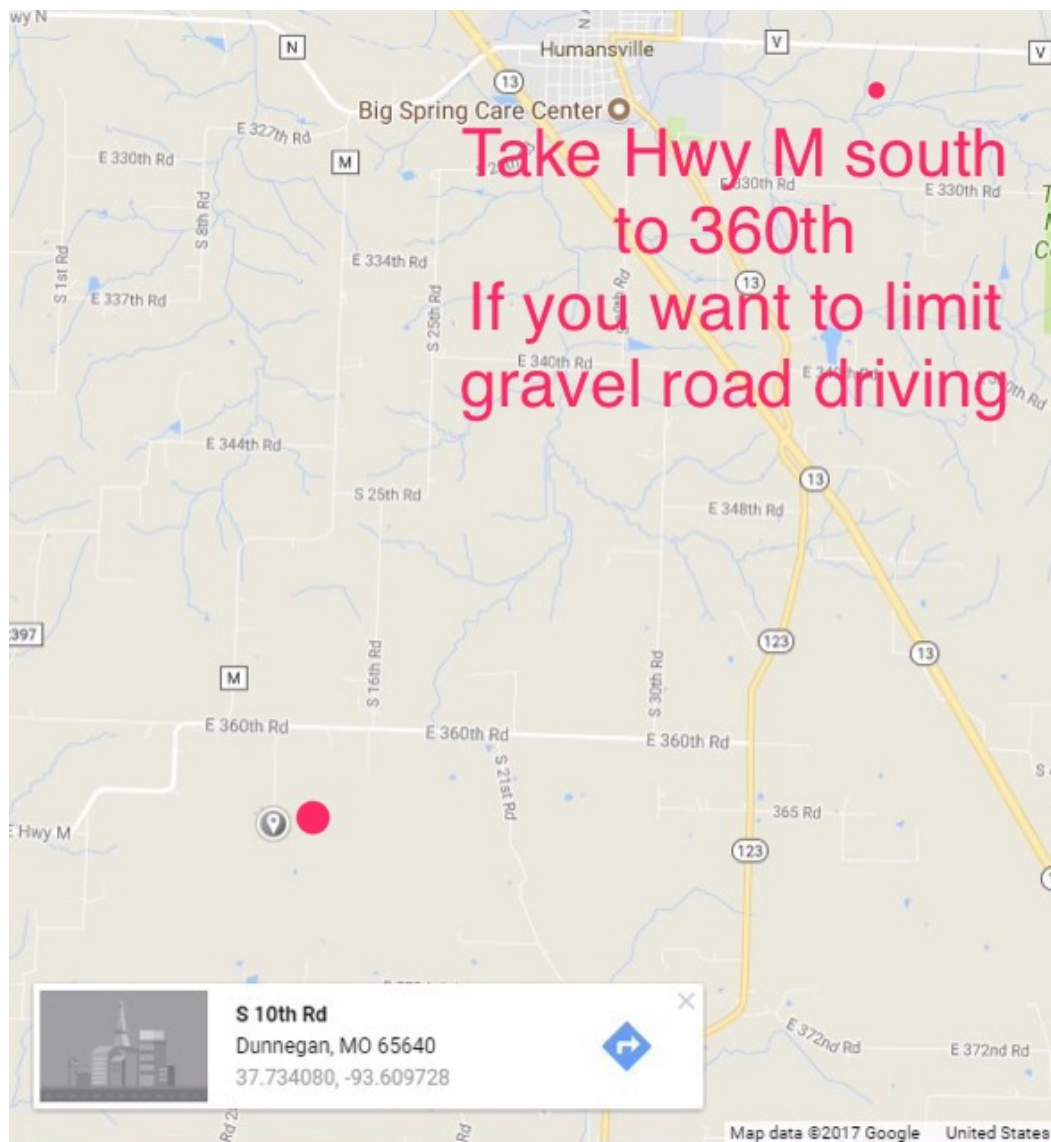 wy N
N
Humansville
V
V
13
Big Spring Care Center
Take Hwy M south
to 360th
If you want to limit
gravel road driving
E 327th Rd
E 330th Rd
M
E 330th Rd
E 330th Rd
S 8th Rd
S 1st Rd
E 334th Rd
13
E 337th Rd
S 25th Rd
E 340th Rd
E 344th Rd
S 25th Rd
13
E 348th Rd
397
123
13
M
S 16th Rd
S 30th Rd
E 360th Rd
E 360th Rd
E 360th Rd
S 21st Rd
Hwy M
365 Rd
123
S 10th Rd
Dunnegan, MO 65640
37.734080, -93.609728
E 372nd Rd
E 372nd Rd
Rd
Map data ©2017 Google United States